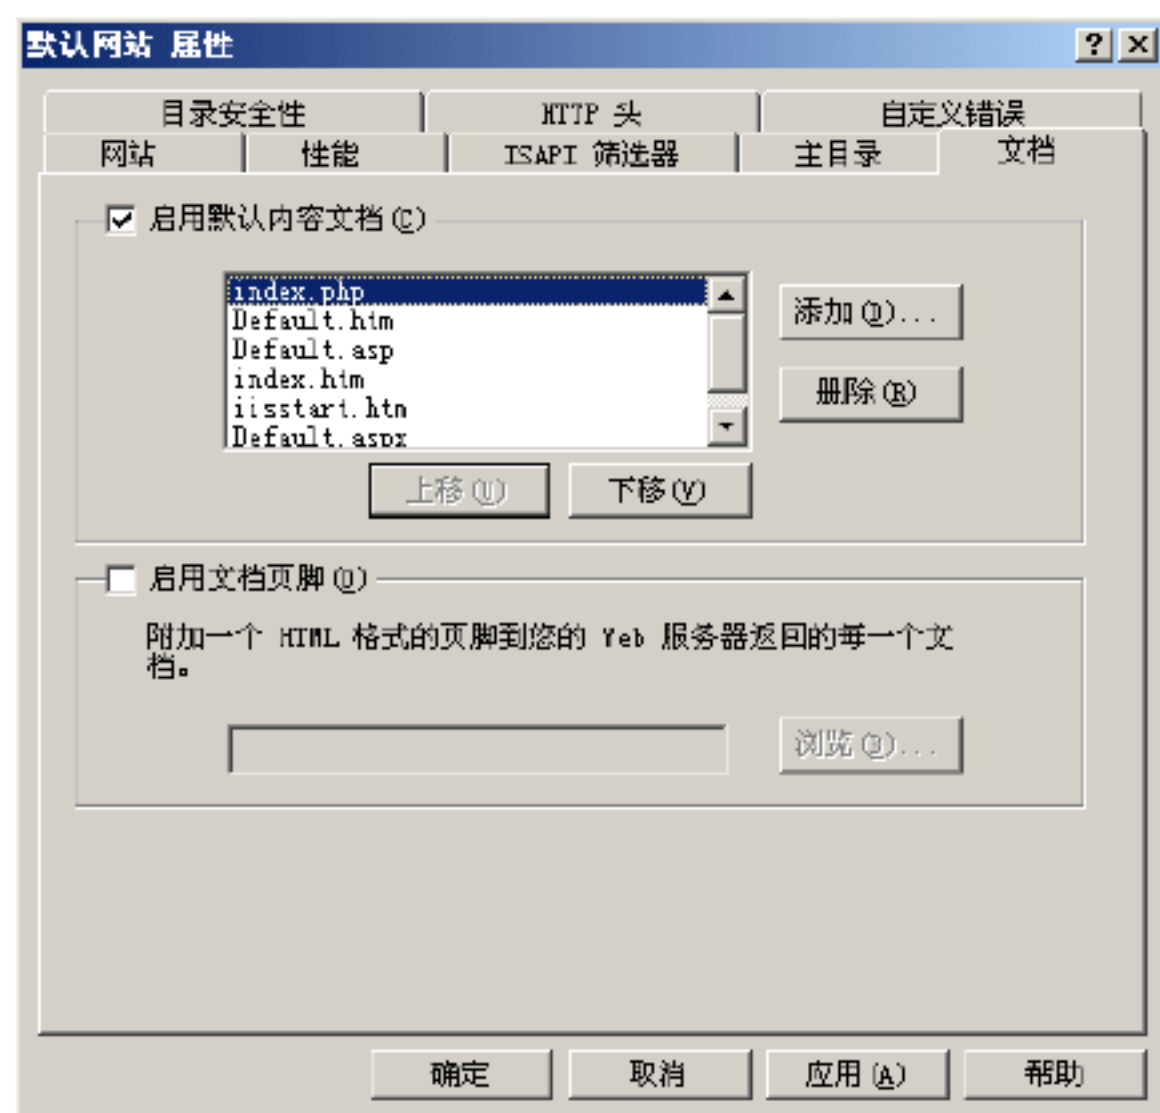 默认网站 属性
目录安全性 HTTP 头 自定义错误
网站 性能 ISAPI 筛选器 主目录 文档
启用默认内容文档(C)
index.php
Default.htm
Default.asp
index.htm
iisstart.htm
Default.aspx
添加(D)...
删除(R)
上移(U) 下移(V)
启用文档页脚(O)
附加一个 HTML 格式的页脚到您的 Web 服务器返回的每一个文
档。
浏览(B)...
确定 取消 应用(A) 帮助